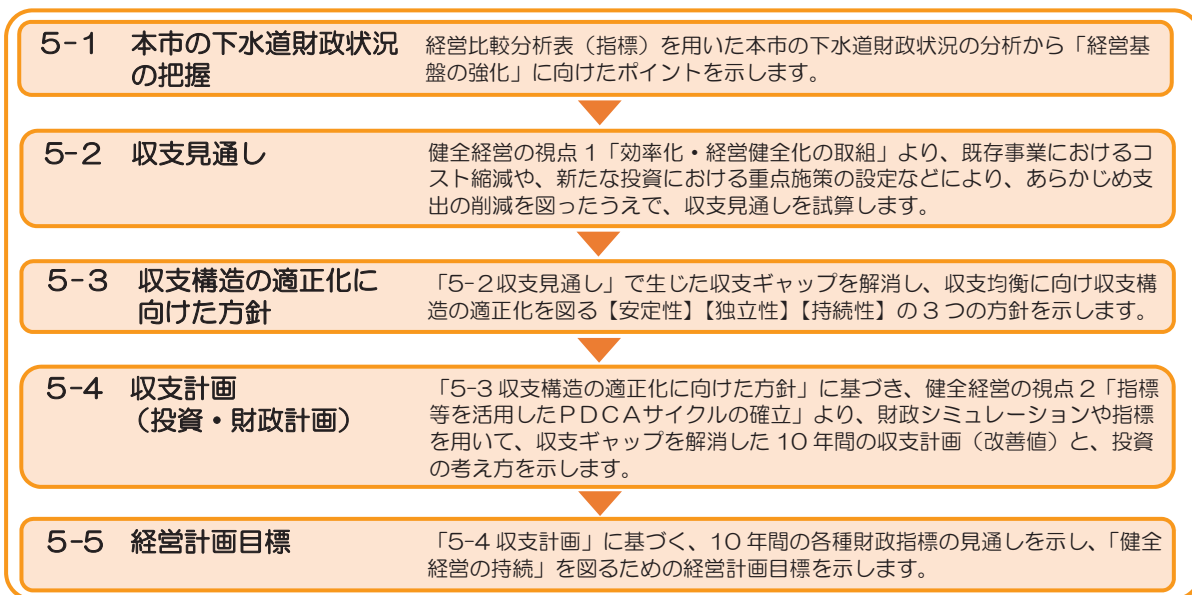 5-1 本市の下水道財政状況
の把握
経営比較分析表（指標）を用いた本市の下水道財政状況の分析から「経営基
盤の強化」に向けたポイントを示します。
5-2 収支見通し
健全経営の視点1「効率化・経営健全化の取組」より、既存事業におけるコ
スト縮減や、新たな投資における重点施策の設定などにより、あらかじめ支
出の削減を図ったうえで、収支見通しを試算します。
5-3 収支構造の適正化に
向けた方針
「5-2収支見通し」で生じた収支ギャップを解消し、収支均衡に向け収支構
造の適正化を図る【安定性】【独立性】【持続性】の3つの方針を示します。
5-4 収支計画
（投資・財政計画）
「5-3収支構造の適正化に向けた方針」に基づき、健全経営の視点2「指標
等を活用したPDCAサイクルの確立」より、財政シミュレーションや指標
を用いて、収支ギャップを解消した10年間の収支計画（改善値）と、投資
の考え方を示します。
5-5 経営計画目標
「5-4収支計画」に基づく、10年間の各種財政指標の見通しを示し、「健全
経営の持続」を図るための経営計画目標を示します。